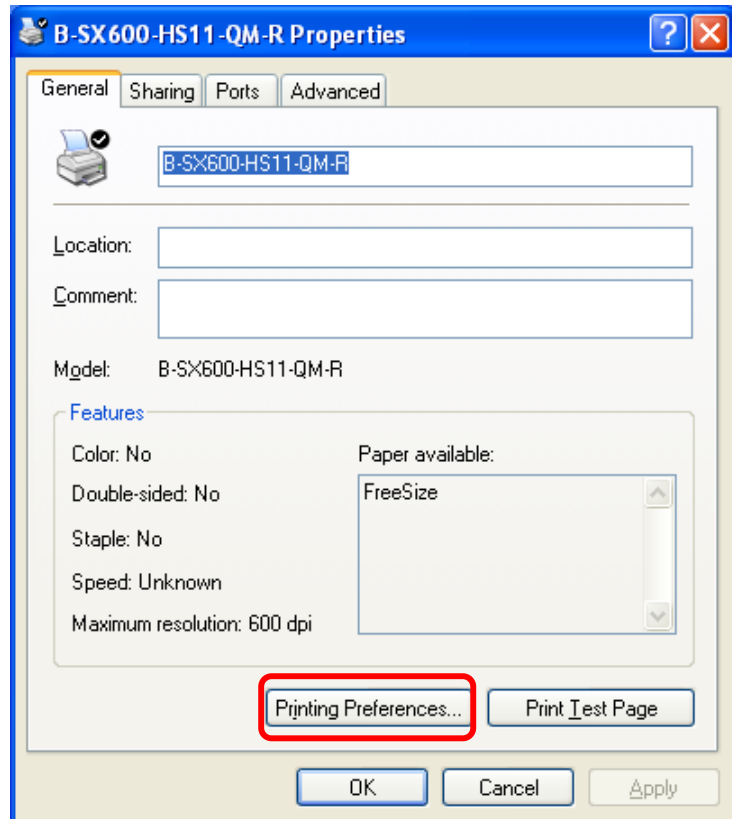 B-SX600-HS11-QM-R Properties
General Sharing Ports Advanced
B-SX600-HS11-QM-R
Location:
Comment:
Model: B-SX600-HS11-QM-R
Features
Color: No
Paper available:
Double-sided: No
FreeSize
Staple: No
Speed: Unknown
Maximum resolution: 600 dpi
Printing Preferences... Print Test Page
OK Cancel Apply